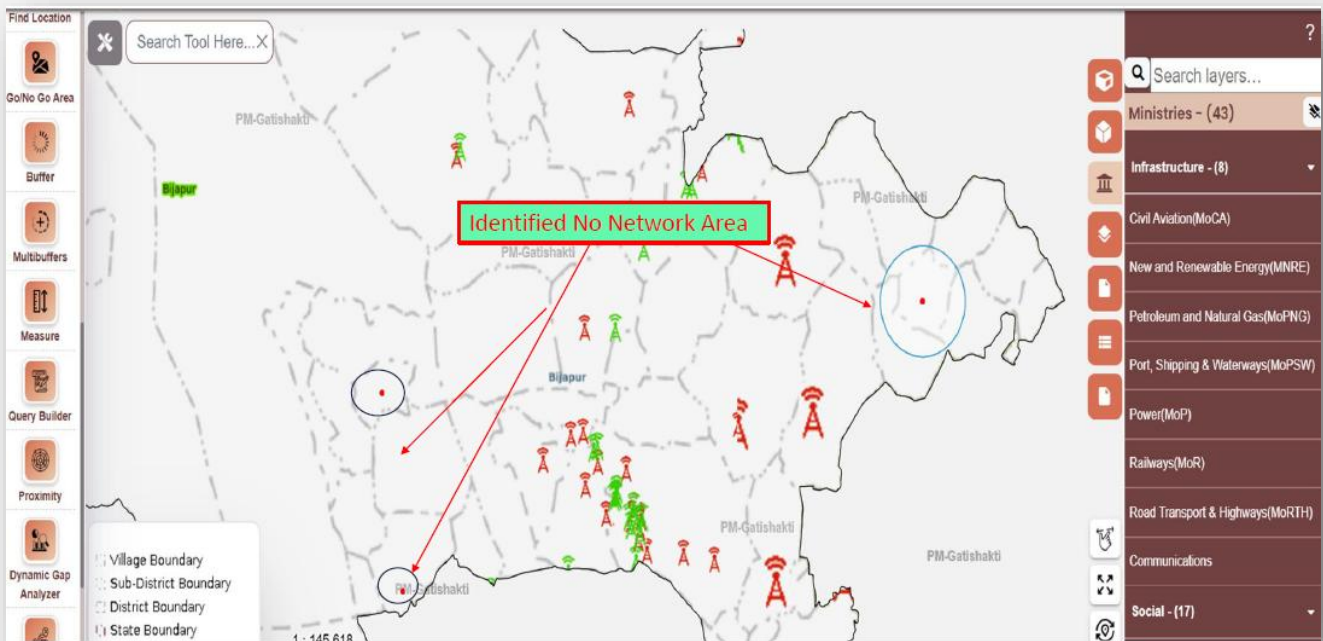 Find Location
Go/No Go Area
Buffer
Multibuffers
Measure
Query Builder
Proximity
Dynamic Gap
Analyzer
Search Tool Here...X
PM-Gatishakti
Bijapur
Identified No Network Area
PM-Gatishakti
PM-Gatishakti
Bijapur
PM-Gatishakti
PM-Gatishakti
PM-Gatishakti
Village Boundary
Sub-District Boundary
District Boundary
State Boundary
1 : 145,618
?
Search layers...
Ministries - (43)
Infrastructure - (8)
Civil Aviation(MoCA)
New and Renewable Energy(MNRE)
Petroleum and Natural Gas(MoPNG)
Port, Shipping & Waterways(MoPSW)
Power(MoP)
Railways(MoR)
Road Transport & Highways(MoRTH)
Communications
Social - (17)